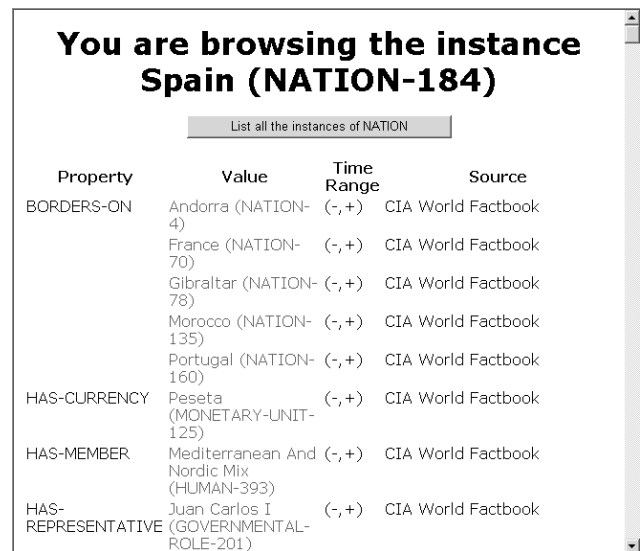 You are browsing the instance
Spain (NATION-184)
List all the instances of NATION
Property Value Time Range Source
BORDERS-ON Andorra (NATION-4) (-,+) CIA World Factbook
France (NATION-70) (-,+) CIA World Factbook
Gibraltar (NATION-78) (-,+) CIA World Factbook
Morocco (NATION-135) (-,+) CIA World Factbook
Portugal (NATION-160) (-,+) CIA World Factbook
HAS-CURRENCY Peseta (MONETARY-UNIT-125) (-,+) CIA World Factbook
HAS-MEMBER Mediterranean And Nordic Mix (HUMAN-393) (-,+) CIA World Factbook
HAS-REPRESENTATIVE Juan Carlos I (GOVERNMENTAL-ROLE-201) (-,+) CIA World Factbook